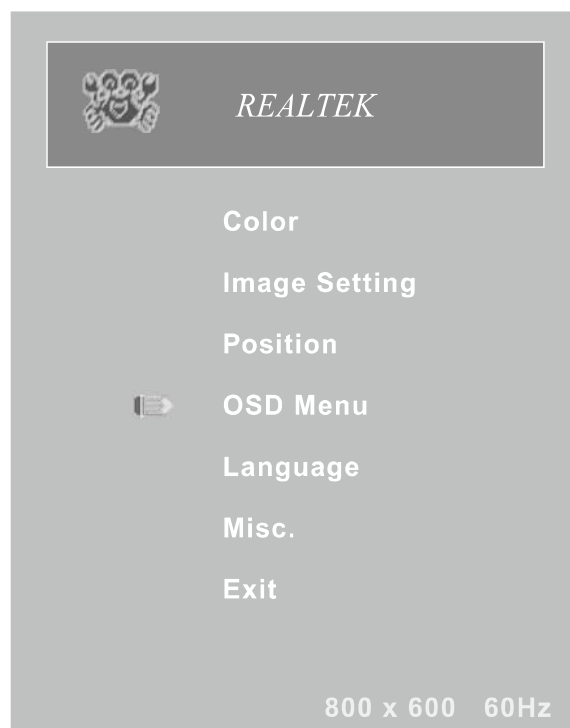 REALTEK
Color
Image Setting
Position
OSD Menu
Language
Misc.
Exit
800 x 600 60Hz